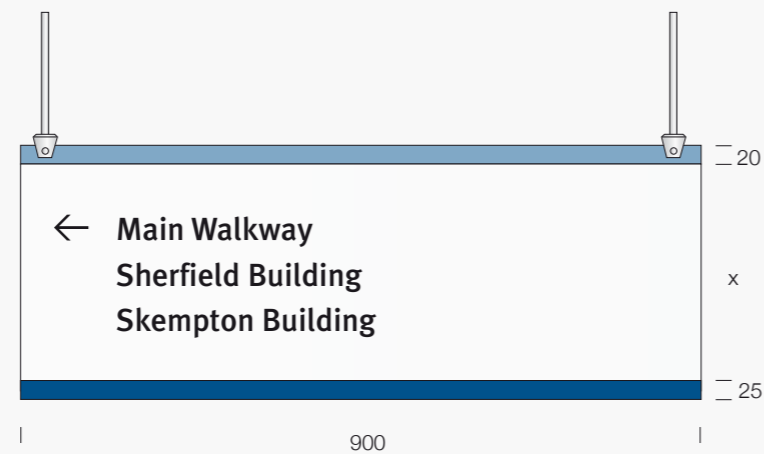 20
← Main Walkway
Sherfield Building
Skempton Building
x
25
900